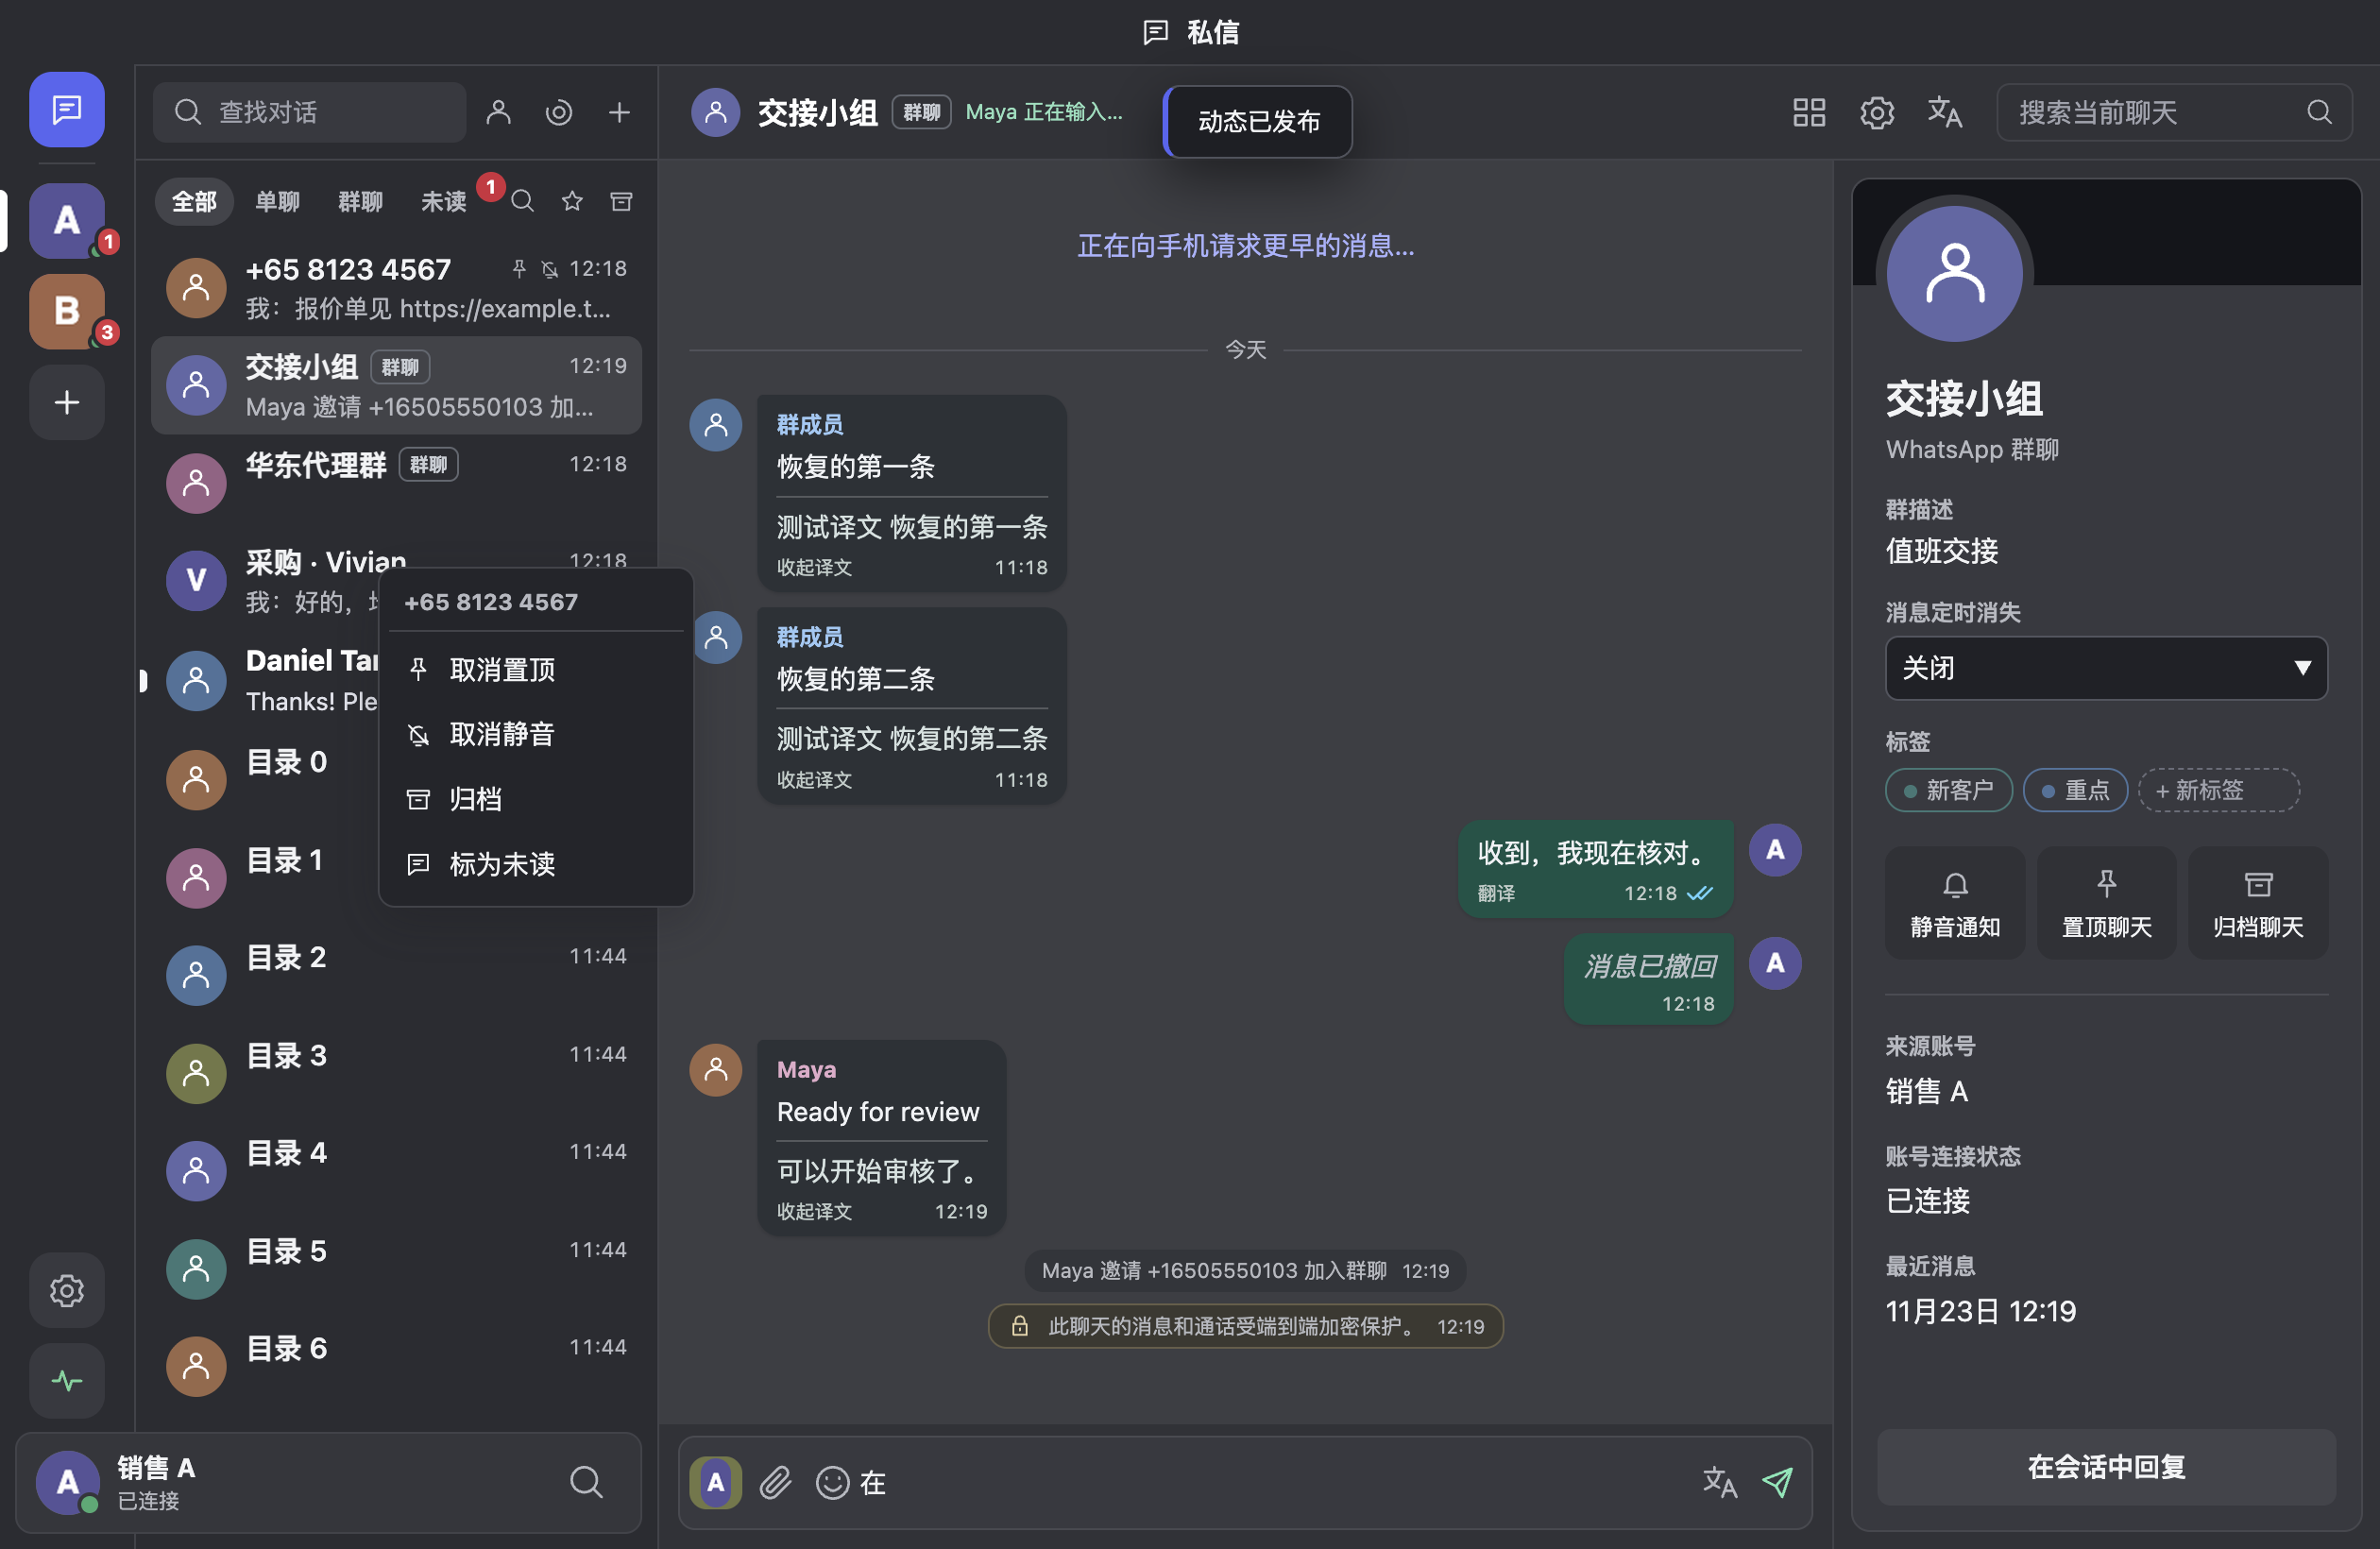 私信
查找对话
A
1
B
3
全部 单聊 群聊 未读 1
+65 8123 4567 12:18
我：报价单见 https://example.t...
交接小组 群聊 12:19
Maya 邀请 +16505550103 加...
华东代理群 群聊 12:18
V
采购 · Vivian 12:18
我：好的，
Daniel Tan
Thanks! Ple
目录 0
目录 1
目录 2 11:44
目录 3 11:44
目录 4 11:44
目录 5 11:44
目录 6 11:44
+65 8123 4567
取消置顶
取消静音
归档
标为未读
A
销售 A
已连接
交接小组 群聊 Maya 正在输入...
动态已发布
搜索当前聊天
正在向手机请求更早的消息...
今天
群成员
恢复的第一条
测试译文 恢复的第一条
收起译文 11:18
群成员
恢复的第二条
测试译文 恢复的第二条
收起译文 11:18
收到，我现在核对。
翻译 12:18
A
消息已撤回
12:18
A
Maya
Ready for review
可以开始审核了。
收起译文 12:19
Maya 邀请 +16505550103 加入群聊 12:19
此聊天的消息和通话受端到端加密保护。 12:19
A 在
交接小组
WhatsApp 群聊
群描述
值班交接
消息定时消失
关闭
标签
新客户 重点 + 新标签
静音通知 置顶聊天 归档聊天
来源账号
销售 A
账号连接状态
已连接
最近消息
11月23日 12:19
在会话中回复